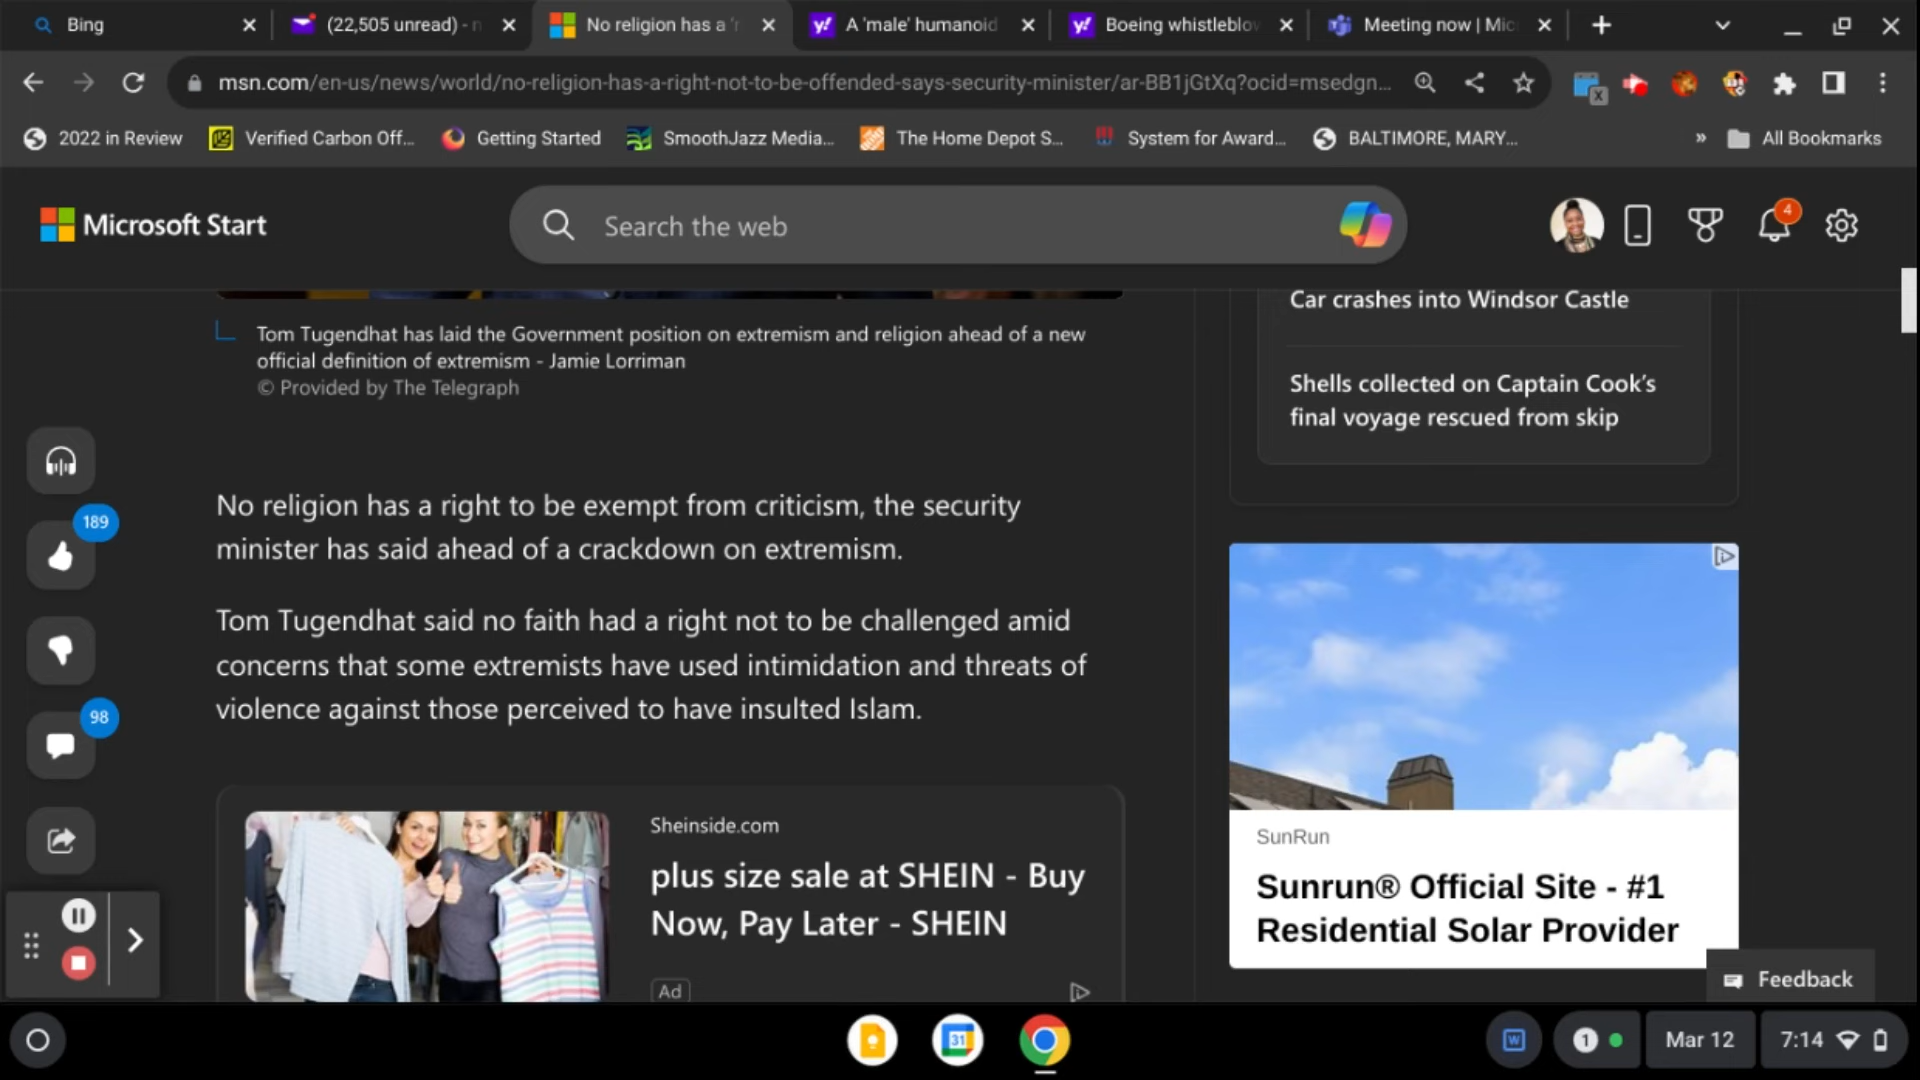 Bing
(22,505 unread) - n
No religion has a 'r
A 'male' humanoid
Boeing whistleblov
Meeting now | Mic
msn.com/en-us/news/world/no-religion-has-a-right-not-to-be-offended-says-security-minister/ar-BB1jGtXq?ocid=msedgn...
2022 in Review
Verified Carbon Off...
Getting Started
SmoothJazz Media...
The Home Depot S...
System for Award...
BALTIMORE, MARY...
»
All Bookmarks
Microsoft Start
Search the web
4
Tom Tugendhat has laid the Government position on extremism and religion ahead of a new
official definition of extremism - Jamie Lorriman
© Provided by The Telegraph
189
98
No religion has a right to be exempt from criticism, the security
minister has said ahead of a crackdown on extremism.
Tom Tugendhat said no faith had a right not to be challenged amid
concerns that some extremists have used intimidation and threats of
violence against those perceived to have insulted Islam.
Sheinside.com
plus size sale at SHEIN - Buy
Now, Pay Later - SHEIN
Ad
Car crashes into Windsor Castle
Shells collected on Captain Cook’s
final voyage rescued from skip
SunRun
Sunrun® Official Site - #1
Residential Solar Provider
Feedback
31
W
1
Mar 12
7:14